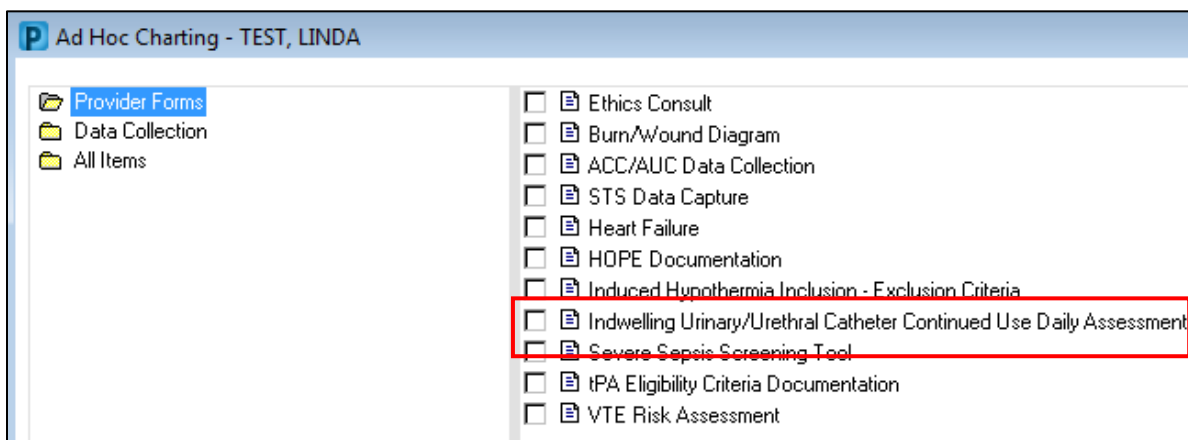 P Ad Hoc Charting - TEST, LINDA
Provider Forms
Data Collection
All Items
Ethics Consult
Burn/Wound Diagram
ACC/AUC Data Collection
STS Data Capture
Heart Failure
HOPE Documentation
Induced Hypothermia Inclusion - Exclusion Criteria
Indwelling Urinary/Urethral Catheter Continued Use Daily Assessment
Severe Sepsis Screening Tool
tPA Eligibility Criteria Documentation
VTE Risk Assessment